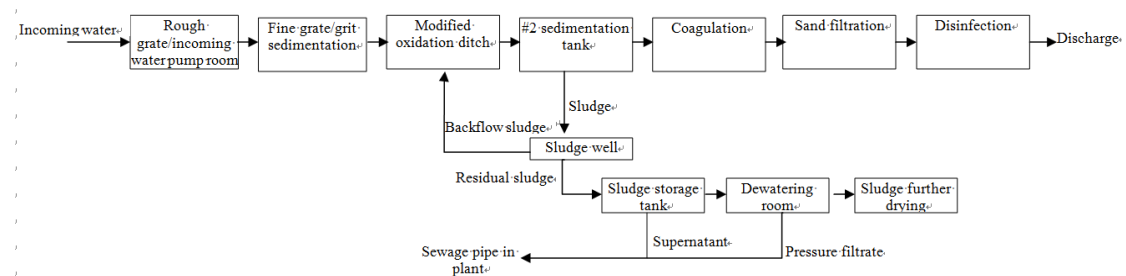 Incoming water
Rough
grate/incoming
water pump room
Fine grate/grit
sedimentation
Modified
oxidation ditch
#2 sedimentation
tank
Coagulation
Sand filtration
Disinfection
Discharge
Sludge
Backflow sludge
Sludge well
Residual sludge
Sludge storage
tank
Dewatering
room
Sludge further
drying
Supernatant
Pressure filtrate
Sewage pipe in
plant